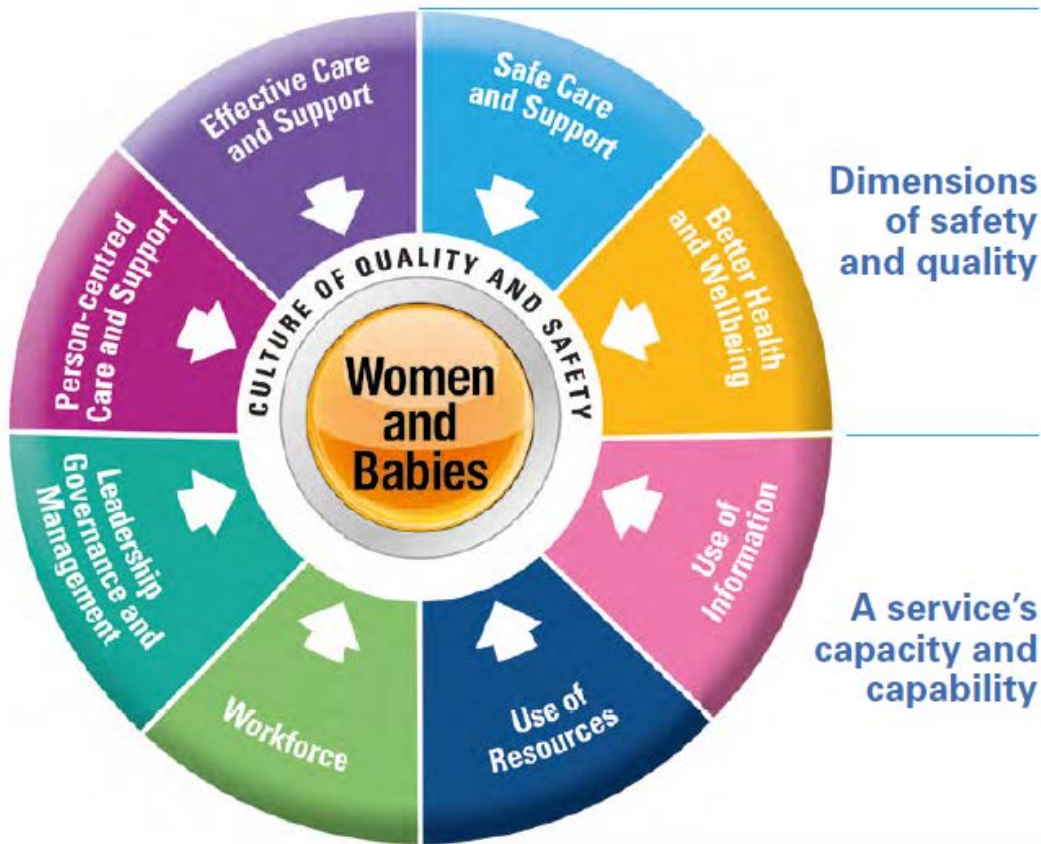 Effective Care
and Support
Safe Care
and Support
Better Health
and Wellbeing
Person-centred
Care and Support
CULTURE OF QUALITY AND SAFETY
Women
and
Babies
Leadership
Governance and
Management
Workforce
Use of
Resources
Use of
Information
Dimensions
of safety
and quality
A service's
capacity and
capability